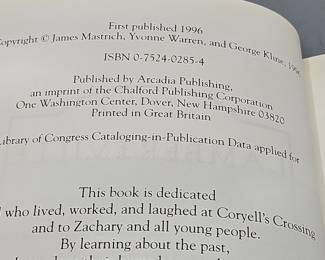 First published 1996
Copyright © James Mastrich, Yvonne Warren, and George Kline, 1996
ISBN 0-7524-0285-4
Published by Arcadia Publishing,
an imprint of the Chalford Publishing Corporation
One Washington Center, Dover, New Hampshire 03820
Printed in Great Britain
Library of Congress Cataloging-in-Publication Data applied for
This book is dedicated
who lived, worked, and laughed at Coryell's Crossing
and to Zachary and all young people.
By learning about the past,